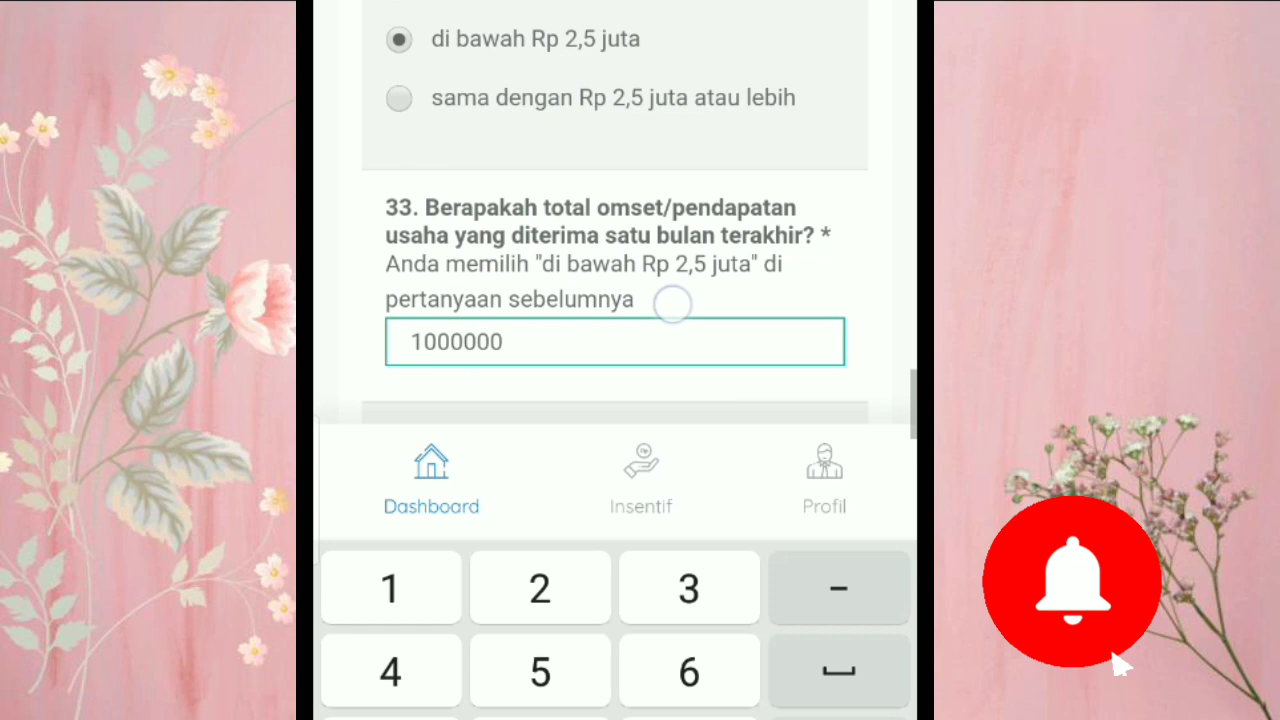 di bawah Rp 2,5 juta
sama dengan Rp 2,5 juta atau lebih
33. Berapakah total omset/pendapatan
usaha yang diterima satu bulan terakhir? *
Anda memilih "di bawah Rp 2,5 juta" di
pertanyaan sebelumnya
1000000
Dashboard Insentif Profil
1 2 3 -
4 5 6